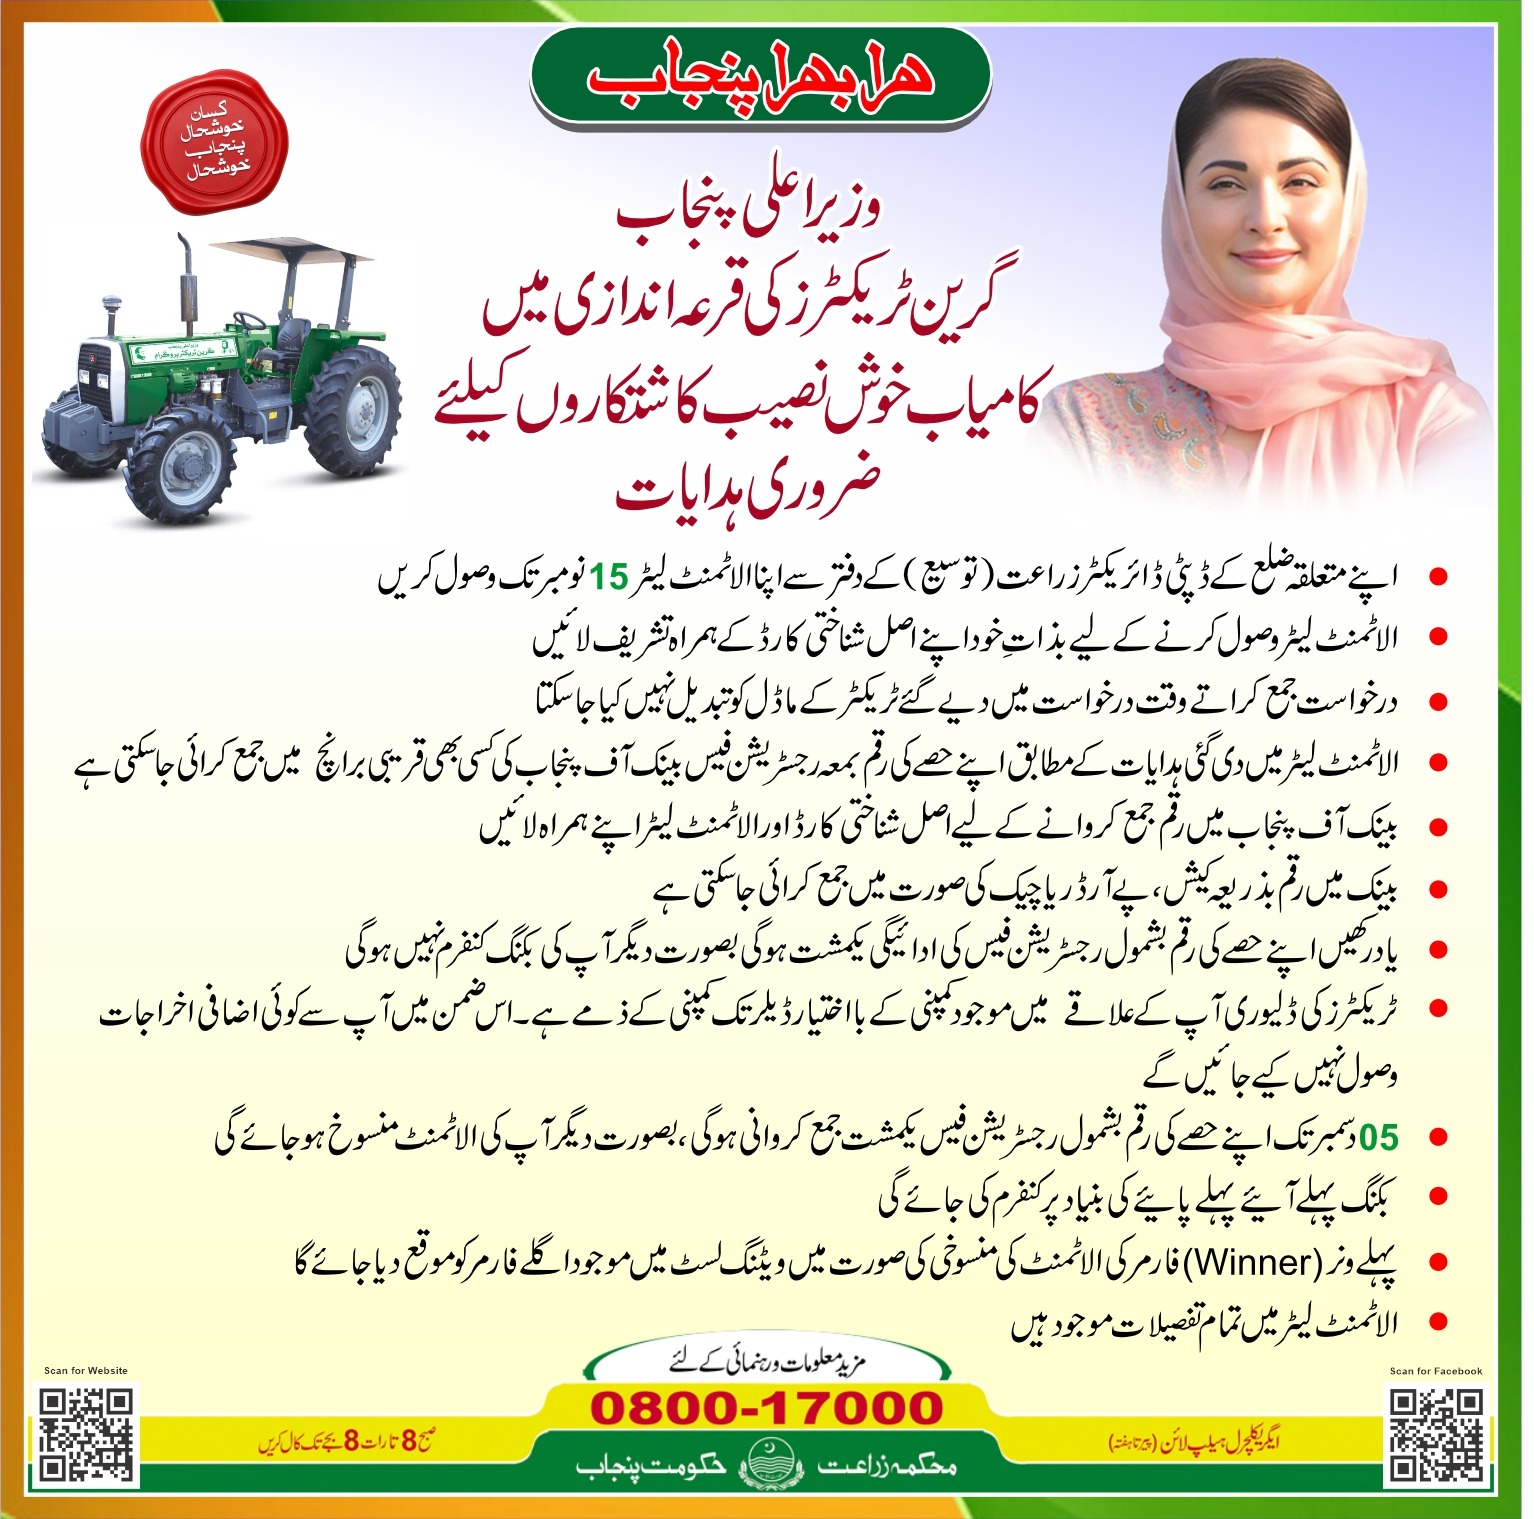 ہرا بھرا پنجاب
کسان
خوشحال
پنجاب
خوشحال
وزیراعلی پنجاب
گرین ٹریکٹرز کی قرعہ اندازی میں
کامیاب خوش نصیب کاشتکاروں کیلئے
ضروری ہدایات
وزیراعلیٰ پنجاب
گرین ٹریکٹر پروگرام
اپنے متعلقہ ضلع کے ڈپٹی ڈائریکٹر زراعت (توسیع) کے دفتر سے اپنا الاٹمنٹ لیٹر 15 نومبر تک وصول کریں
الاٹمنٹ لیٹر وصول کرنے کے لیے بذاتِ خود اپنے اصل شناختی کارڈ کے ہمراہ تشریف لائیں
درخواست جمع کراتے وقت درخواست میں دیے گئے ٹریکٹر کے ماڈل کو تبدیل نہیں کیا جا سکتا
الاٹمنٹ لیٹر میں دی گئی ہدایات کے مطابق اپنے حصے کی رقم بمعہ رجسٹریشن فیس بینک آف پنجاب کی کسی بھی قریبی برانچ میں جمع کرائی جا سکتی ہے
بینک آف پنجاب میں رقم جمع کروانے کے لیے اصل شناختی کارڈ اور الاٹمنٹ لیٹر اپنے ہمراہ لائیں
بینک میں رقم بذریعہ کیش، پے آرڈر یا چیک کی صورت میں جمع کرائی جا سکتی ہے
یاد رکھیں اپنے حصے کی رقم بشمول رجسٹریشن فیس کی ادائیگی یکمشت ہوگی بصورت دیگر آپ کی بکنگ کنفرم نہیں ہوگی
ٹریکٹرز کی ڈلیوری آپ کے علاقے میں موجود کمپنی کے بااختیار ڈیلر تک کمپنی کے ذمے ہے۔ اس ضمن میں آپ سے کوئی اضافی اخراجات
وصول نہیں کیے جائیں گے
05 دسمبر تک اپنے حصے کی رقم بشمول رجسٹریشن فیس یکمشت جمع کروانی ہوگی، بصورت دیگر آپ کی الاٹمنٹ منسوخ ہو جائے گی
بکنگ پہلے آیئے پہلے پایئے کی بنیاد پر کنفرم کی جائے گی
پہلے ونر (Winner) فارمر کی الاٹمنٹ کی منسوخی کی صورت میں ویٹنگ لسٹ میں موجود اگلے فارمر کو موقع دیا جائے گا
الاٹمنٹ لیٹر میں تمام تفصیلات موجود ہیں
مزید معلومات و رہنمائی کے لئے
0800-17000
ایگریکلچرل ہیلپ لائن (پیر تا ہفتہ)
صبح 8 تا رات 8 بجے تک کال کریں
محکمہ زراعت حکومت پنجاب
Scan for Website
Scan for Facebook